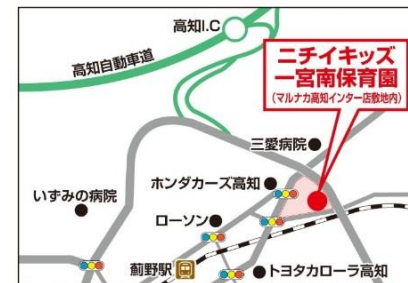 高知I.C
高知自動車道
ニチイキッズ
一宮南保育園
（マルナカ高知インター店敷地内）
三愛病院
ホンダカーズ高知
いずみの病院
ローソン
薊野駅
トヨタカローラ高知